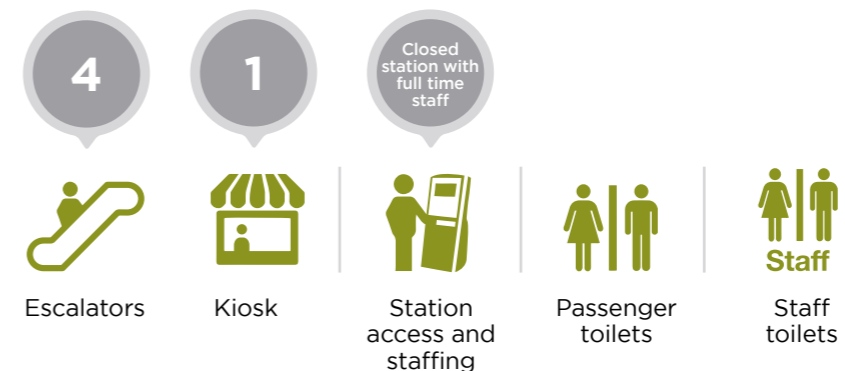 4
1
Closed
station with
full time
staff
Staff
Escalators
Kiosk
Station
access and
staffing
Passenger
toilets
Staff
toilets